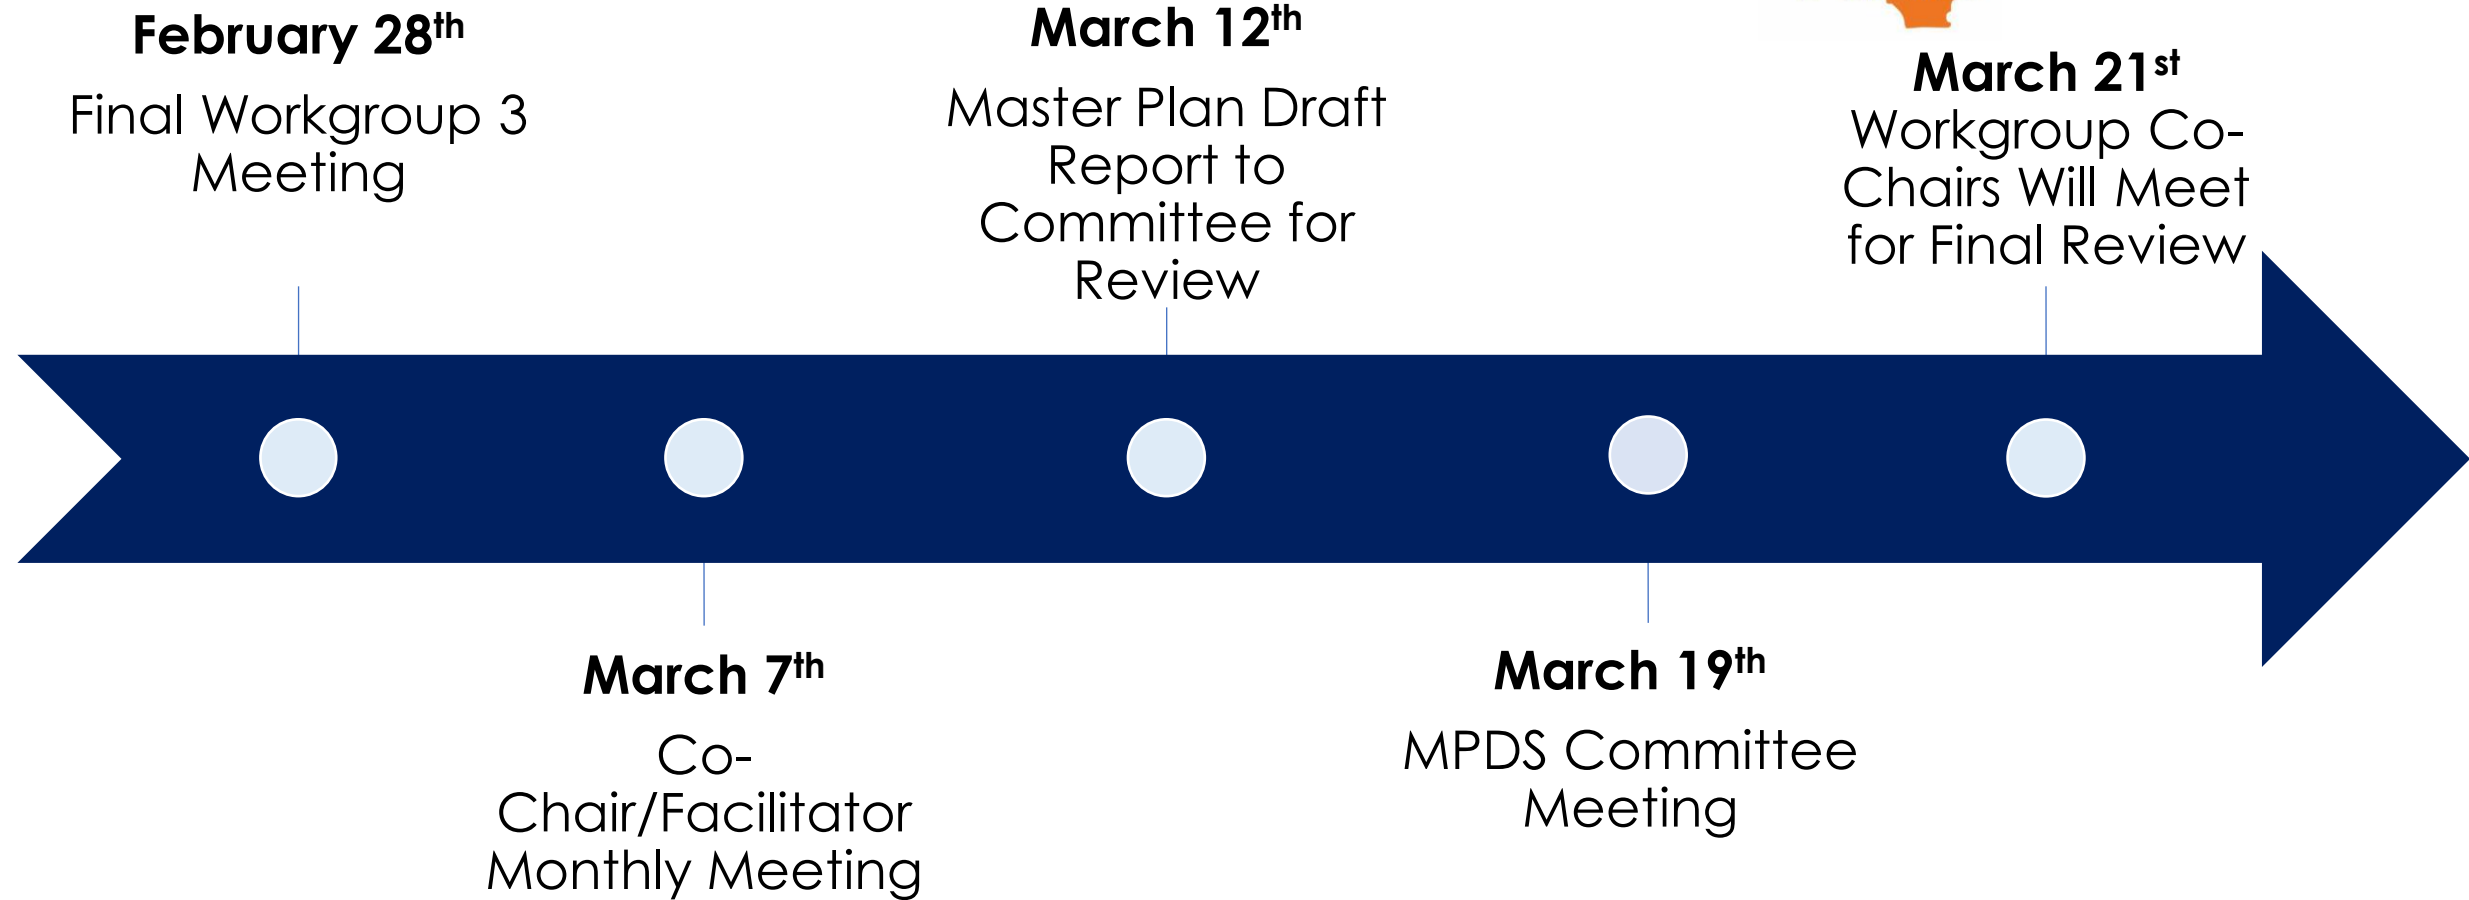 February 28th
Final Workgroup 3
Meeting
March 7th
Co-
Chair/Facilitator
Monthly Meeting
March 12th
Master Plan Draft
Report to
Committee for
Review
March 19th
MPDS Committee
Meeting
March 21st
Workgroup Co-
Chairs Will Meet
for Final Review